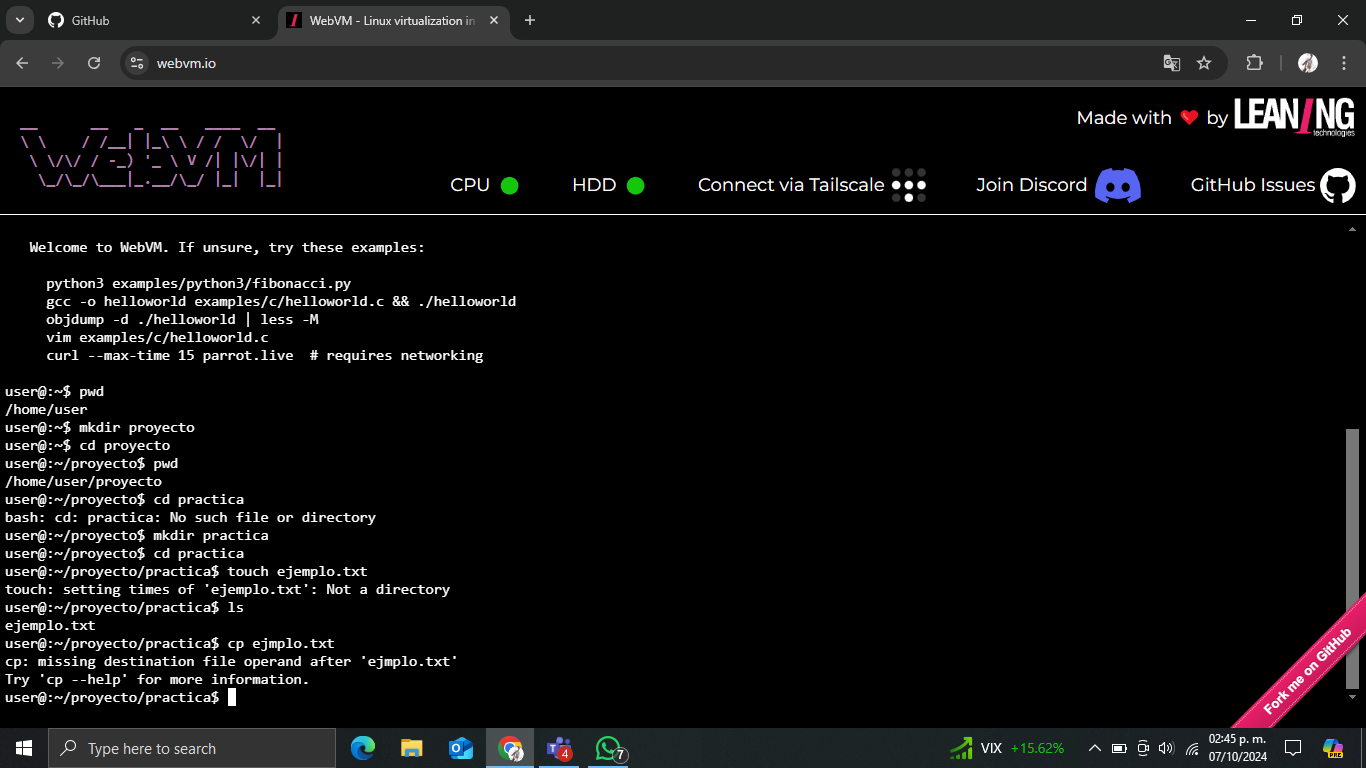 GitHub
WebVM - Linux virtualization in
webvm.io
Made with by LEANING technologies
WebVM
CPU
HDD
Connect via Tailscale
Join Discord
GitHub Issues
Welcome to WebVM. If unsure, try these examples:
python3 examples/python3/fibonacci.py
gcc -o helloworld examples/c/helloworld.c && ./helloworld
objdump -d ./helloworld | less -M
vim examples/c/helloworld.c
curl --max-time 15 parrot.live  # requires networking
user@:~$ pwd
/home/user
user@:~$ mkdir proyecto
user@:~$ cd proyecto
user@:~/proyecto$ pwd
/home/user/proyecto
user@:~/proyecto$ cd practica
bash: cd: practica: No such file or directory
user@:~/proyecto$ mkdir practica
user@:~/proyecto$ cd practica
user@:~/proyecto/practica$ touch ejemplo.txt
touch: setting times of 'ejemplo.txt': Not a directory
user@:~/proyecto/practica$ ls
ejemplo.txt
user@:~/proyecto/practica$ cp ejmplo.txt
cp: missing destination file operand after 'ejmplo.txt'
Try 'cp --help' for more information.
user@:~/proyecto/practica$
Fork me on GitHub
Type here to search
4
7
VIX +15.62%
02:45 p. m.
07/10/2024
PRE